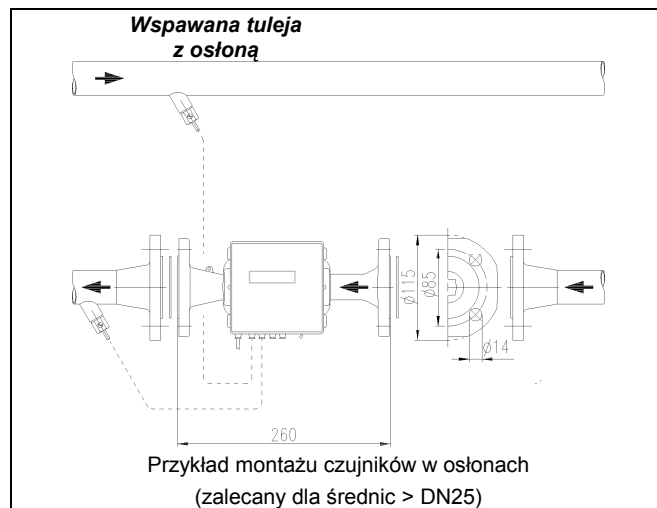 Wspawana tuleja
z osłoną
Ø115
Ø85
Ø14
260
Przykład montażu czujników w osłonach
(zalecany dla średnic > DN25)